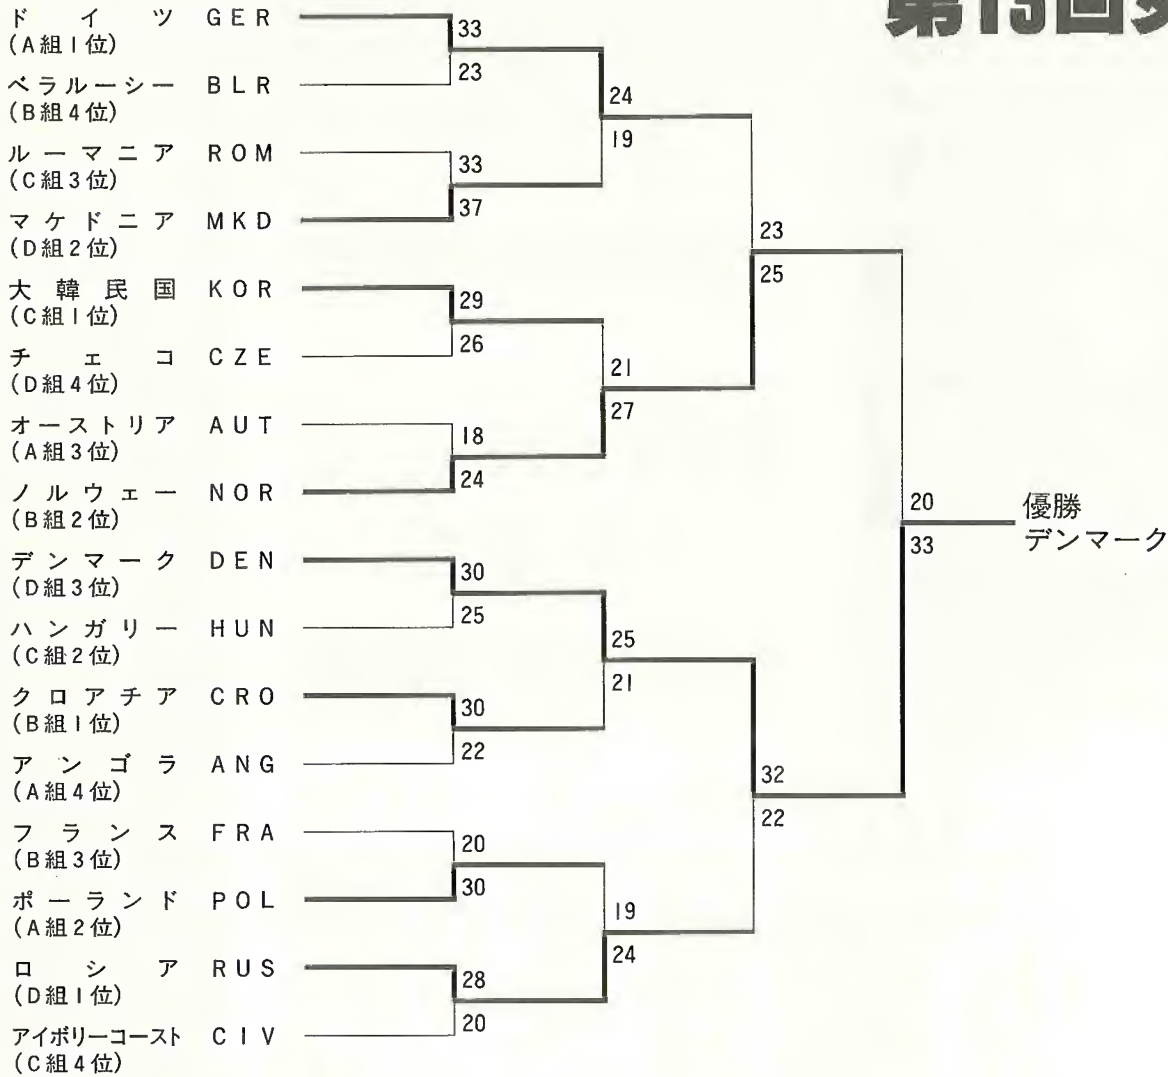 第13回
ドイツ GER
(A組1位)
33
ベラルーシー BLR
23
(B組4位)
24
ルーマニア ROM
33
19
(C組3位)
マケドニア MKD
37
(D組2位)
23
大韓民国 KOR
29
25
(C組1位)
チェコ CZE
26
(D組4位)
21
オーストリア AUT
18
27
(A組3位)
ノルウェー NOR
24
(B組2位)
20
優勝
デンマーク
33
デンマーク DEN
30
(D組3位)
ハンガリー HUN
25
(C組2位)
25
クロアチア CRO
30
21
(B組1位)
アンゴラ ANG
22
(A組4位)
32
フランス FRA
20
22
(B組3位)
ポーランド POL
30
(A組2位)
19
ロシア RUS
28
24
(D組1位)
アイボリーコースト CIV
20
(C組4位)